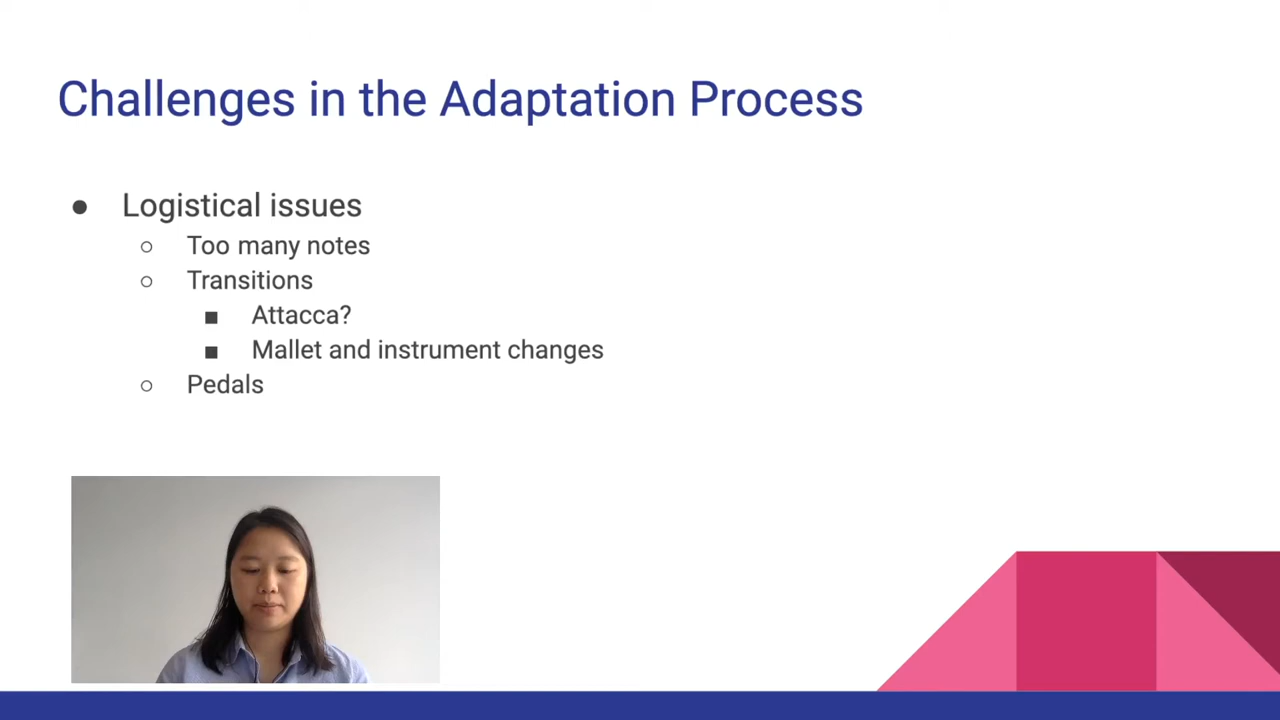 Challenges in the Adaptation Process
● Logistical issues
○ Too many notes
○ Transitions
■ Attacca?
■ Mallet and instrument changes
○ Pedals